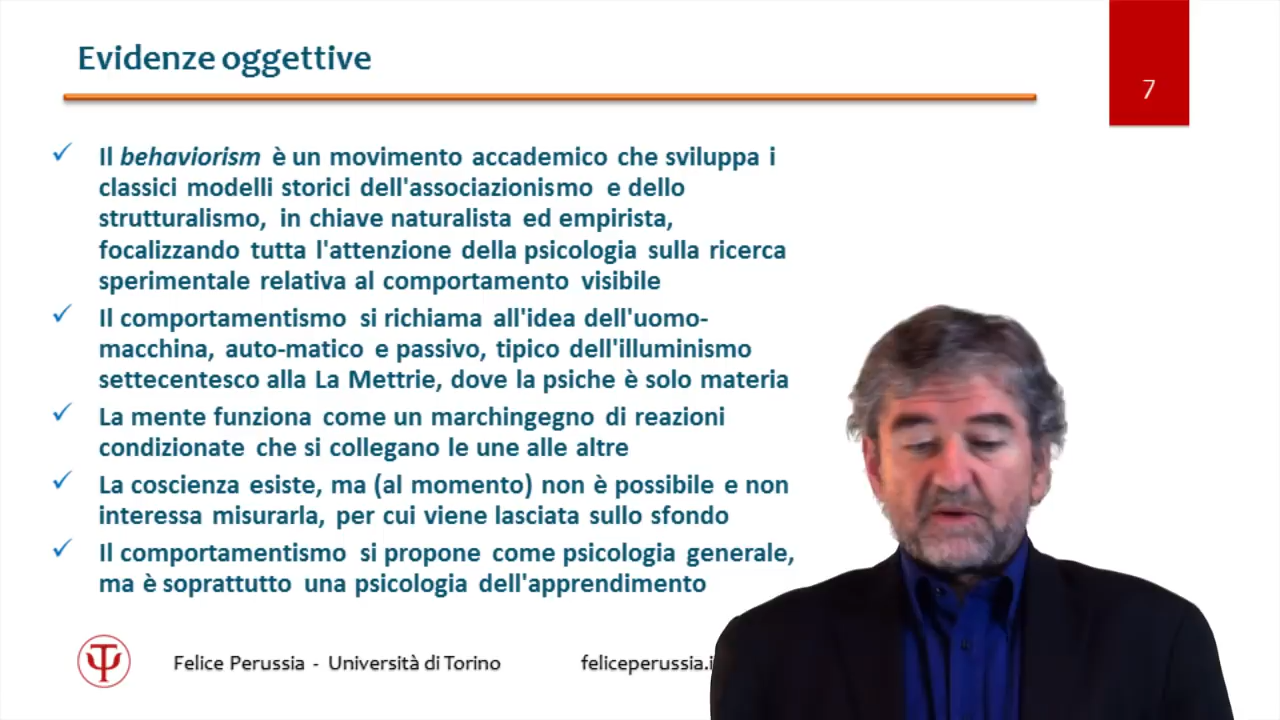 Evidenze oggettive
7
Il behaviorism è un movimento accademico che sviluppa i
classici modelli storici dell'associazionismo e dello
strutturalismo, in chiave naturalista ed empirista,
focalizzando tutta l'attenzione della psicologia sulla ricerca
sperimentale relativa al comportamento visibile
Il comportamentismo si richiama all'idea dell'uomo-
macchina, auto-matico e passivo, tipico dell'illuminismo
settecentesco alla La Mettrie, dove la psiche è solo materia
La mente funziona come un marchingegno di reazioni
condizionate che si collegano le une alle altre
La coscienza esiste, ma (al momento) non è possibile e non
interessa misurarla, per cui viene lasciata sullo sfondo
Il comportamentismo si propone come psicologia generale,
ma è soprattutto una psicologia dell'apprendimento
Felice Perussia - Università di Torino
feliceperussia.i